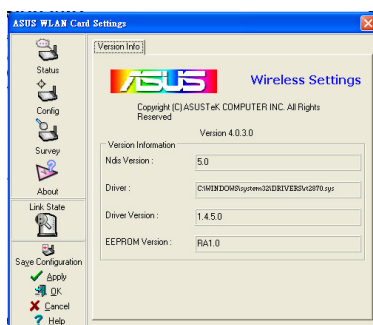 ASUS WLAN Card Settings
Status
Config
Survey
About
Link State
Save Configuration
Apply
OK
Cancel
Help
Version Info
ASUS
Wireless Settings
Copyright (C) ASUSTeK COMPUTER INC. All Rights
Reserved
Version 4.0.3.0
Version Information
Ndis Version :
5.0
Driver :
C:\WINDOWS\system32\DRIVERS\rt2870.sys
Driver Version :
1.4.5.0
EEPROM Version :
RA1.0